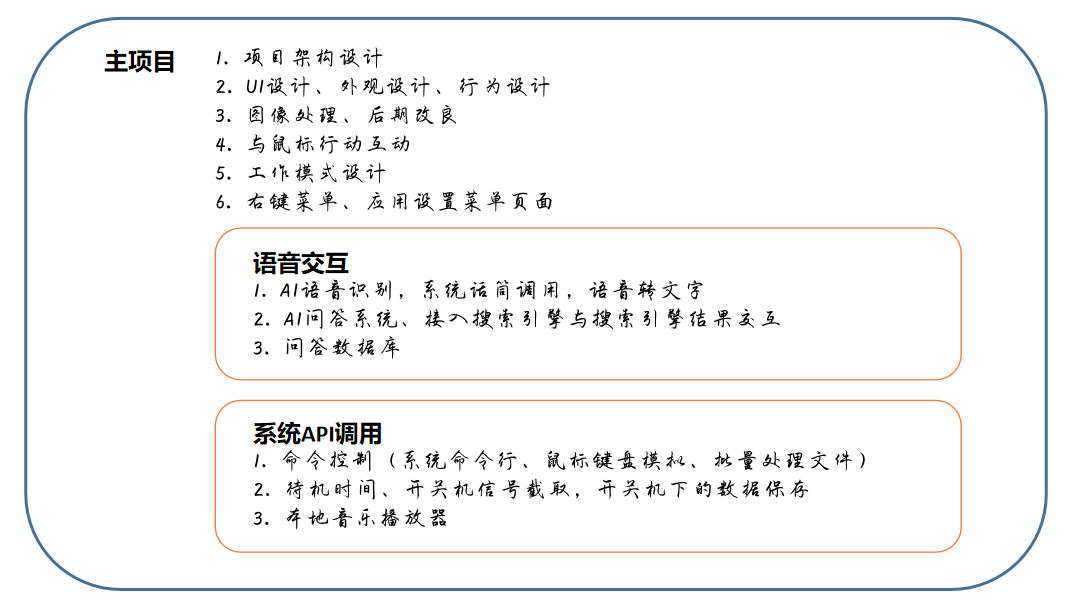 主项目
1. 项目架构设计
2. UI设计、外观设计、行为设计
3. 图像处理、后期改良
4. 与鼠标行动互动
5. 工作模式设计
6. 右键菜单、应用设置菜单页面
语音交互
1. AI语音识别，系统话筒调用，语音转文字
2. AI问答系统、接入搜索引擎与搜索引擎结果交互
3. 问答数据库
系统API调用
1. 命令控制（系统命令行、鼠标键盘模拟、批量处理文件）
2. 待机时间、开关机信号截取，开关机下的数据保存
3. 本地音乐播放器